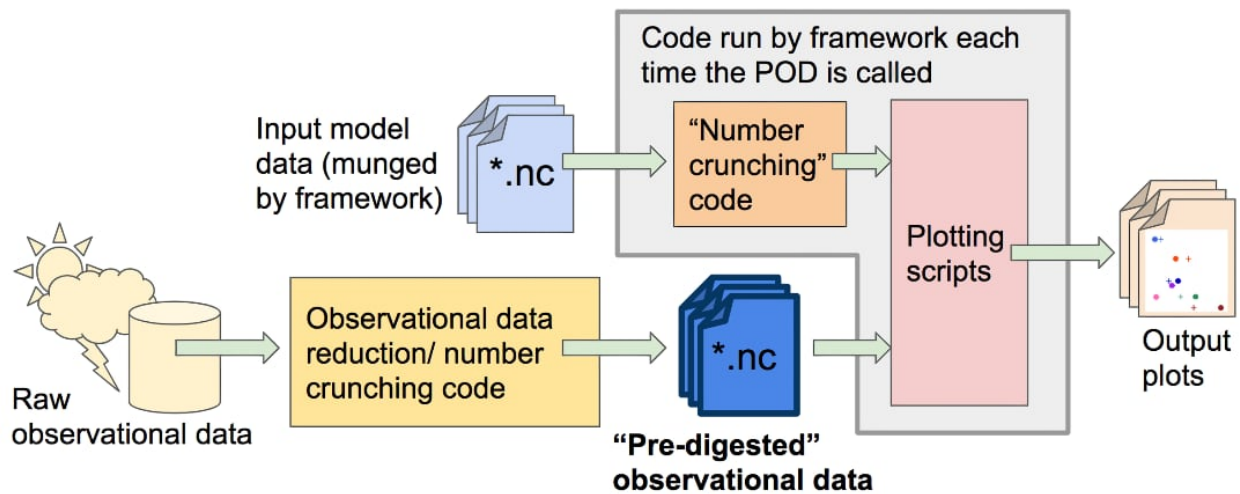 Code run by framework each
time the POD is called
Input model
data (munged
by framework)
*.nc
“Number
crunching”
code
Plotting
scripts
Raw
observational data
Observational data
reduction/ number
crunching code
*.nc
“Pre-digested”
observational data
Output
plots